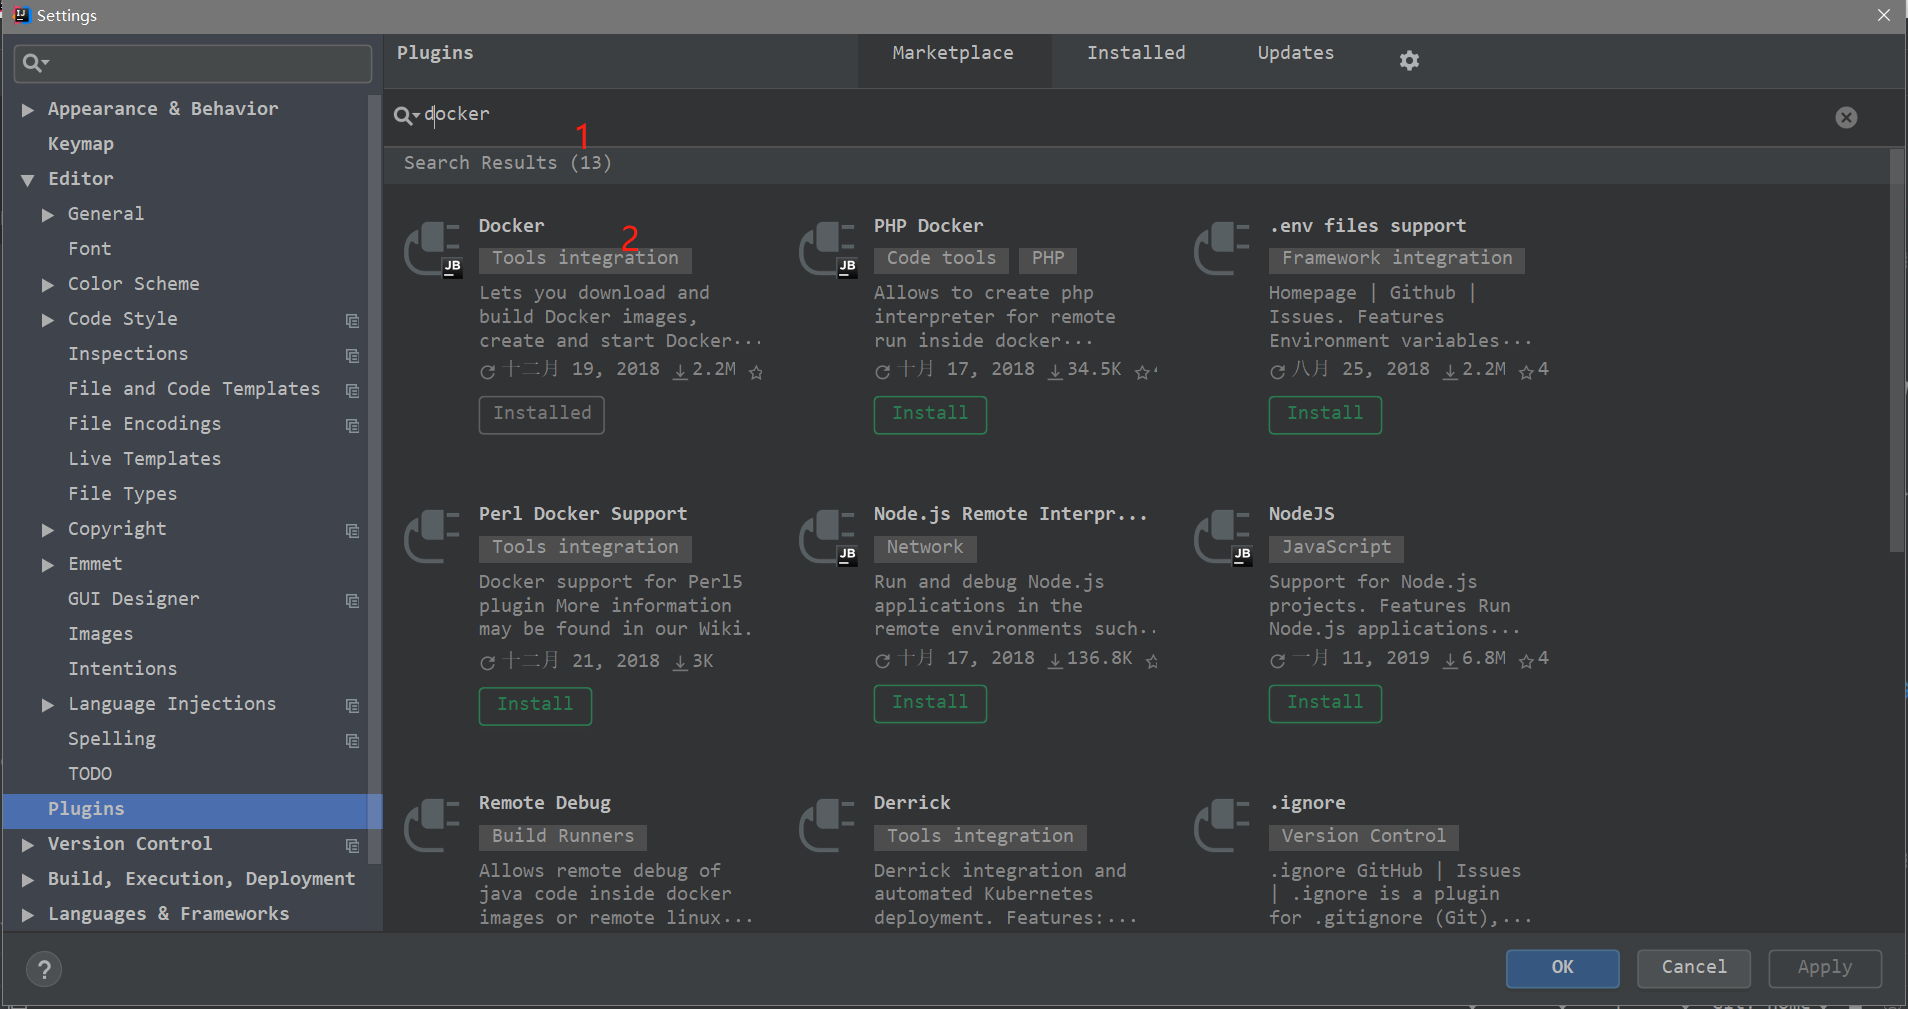 Settings
Plugins
Marketplace
Installed
Updates
docker
1
Search Results (13)
Appearance & Behavior
Keymap
Editor
General
Font
Color Scheme
Code Style
Inspections
File and Code Templates
File Encodings
Live Templates
File Types
Copyright
Emmet
GUI Designer
Images
Intentions
Language Injections
Spelling
TODO
Plugins
Version Control
Build, Execution, Deployment
Languages & Frameworks
Docker
2
Tools integration
Lets you download and
build Docker images,
create and start Docker...
十二月 19, 2018 2.2M
Installed
JB
PHP Docker
Code tools PHP
Allows to create php
interpreter for remote
run inside docker...
十月 17, 2018 34.5K
Install
JB
.env files support
Framework integration
Homepage | Github |
Issues. Features
Environment variables...
八月 25, 2018 2.2M 4
Install
Perl Docker Support
Tools integration
Docker support for Perl5
plugin More information
may be found in our Wiki.
十二月 21, 2018 3K
Install
Node.js Remote Interpr...
Network
Run and debug Node.js
applications in the
remote environments such..
十月 17, 2018 136.8K
Install
JB
NodeJS
JavaScript
Support for Node.js
projects. Features Run
Node.js applications...
一月 11, 2019 6.8M 4
Install
JB
Remote Debug
Build Runners
Allows remote debug of
java code inside docker
images or remote linux...
Derrick
Tools integration
Derrick integration and
automated Kubernetes
deployment. Features:...
.ignore
Version Control
.ignore GitHub | Issues
| .ignore is a plugin
for .gitignore (Git),...
?
OK
Cancel
Apply